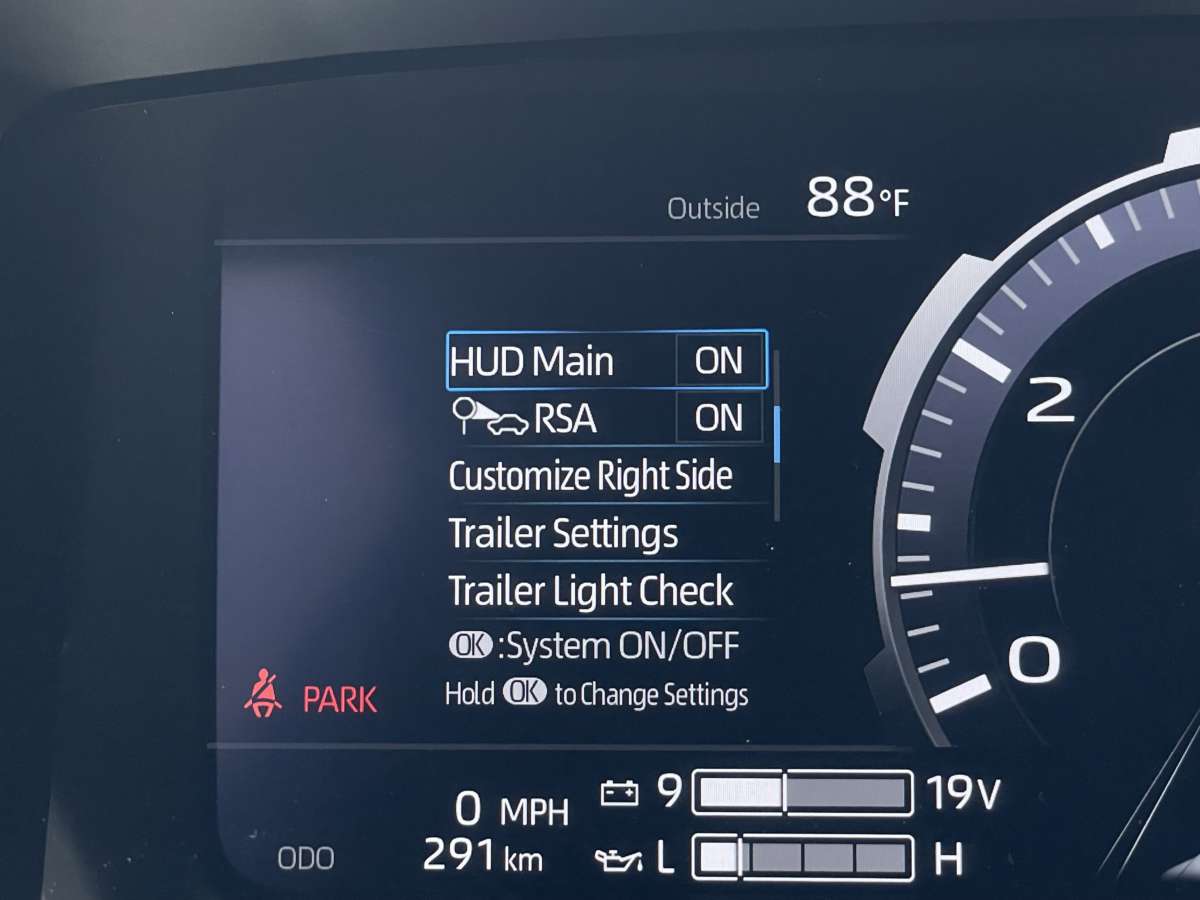 Outside 88°F
HUD Main ON
RSA ON
Customize Right Side
Trailer Settings
Trailer Light Check
OK :System ON/OFF
Hold OK to Change Settings
PARK
2
0
0 MPH
9 19V
ODO 291 km
L H